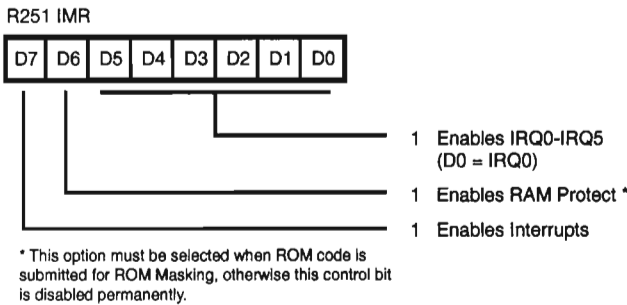 R251 IMR
D7 D6 D5 D4 D3 D2 D1 D0
1 Enables IRQ0-IRQ5
(D0 = IRQ0)
1 Enables RAM Protect *
1 Enables Interrupts
* This option must be selected when ROM code is
submitted for ROM Masking, otherwise this control bit
is disabled permanently.